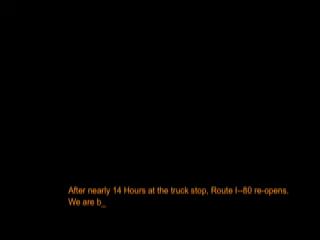 After nearly 14 Hours at the truck stop, Route I--80 re-opens.
We are b_